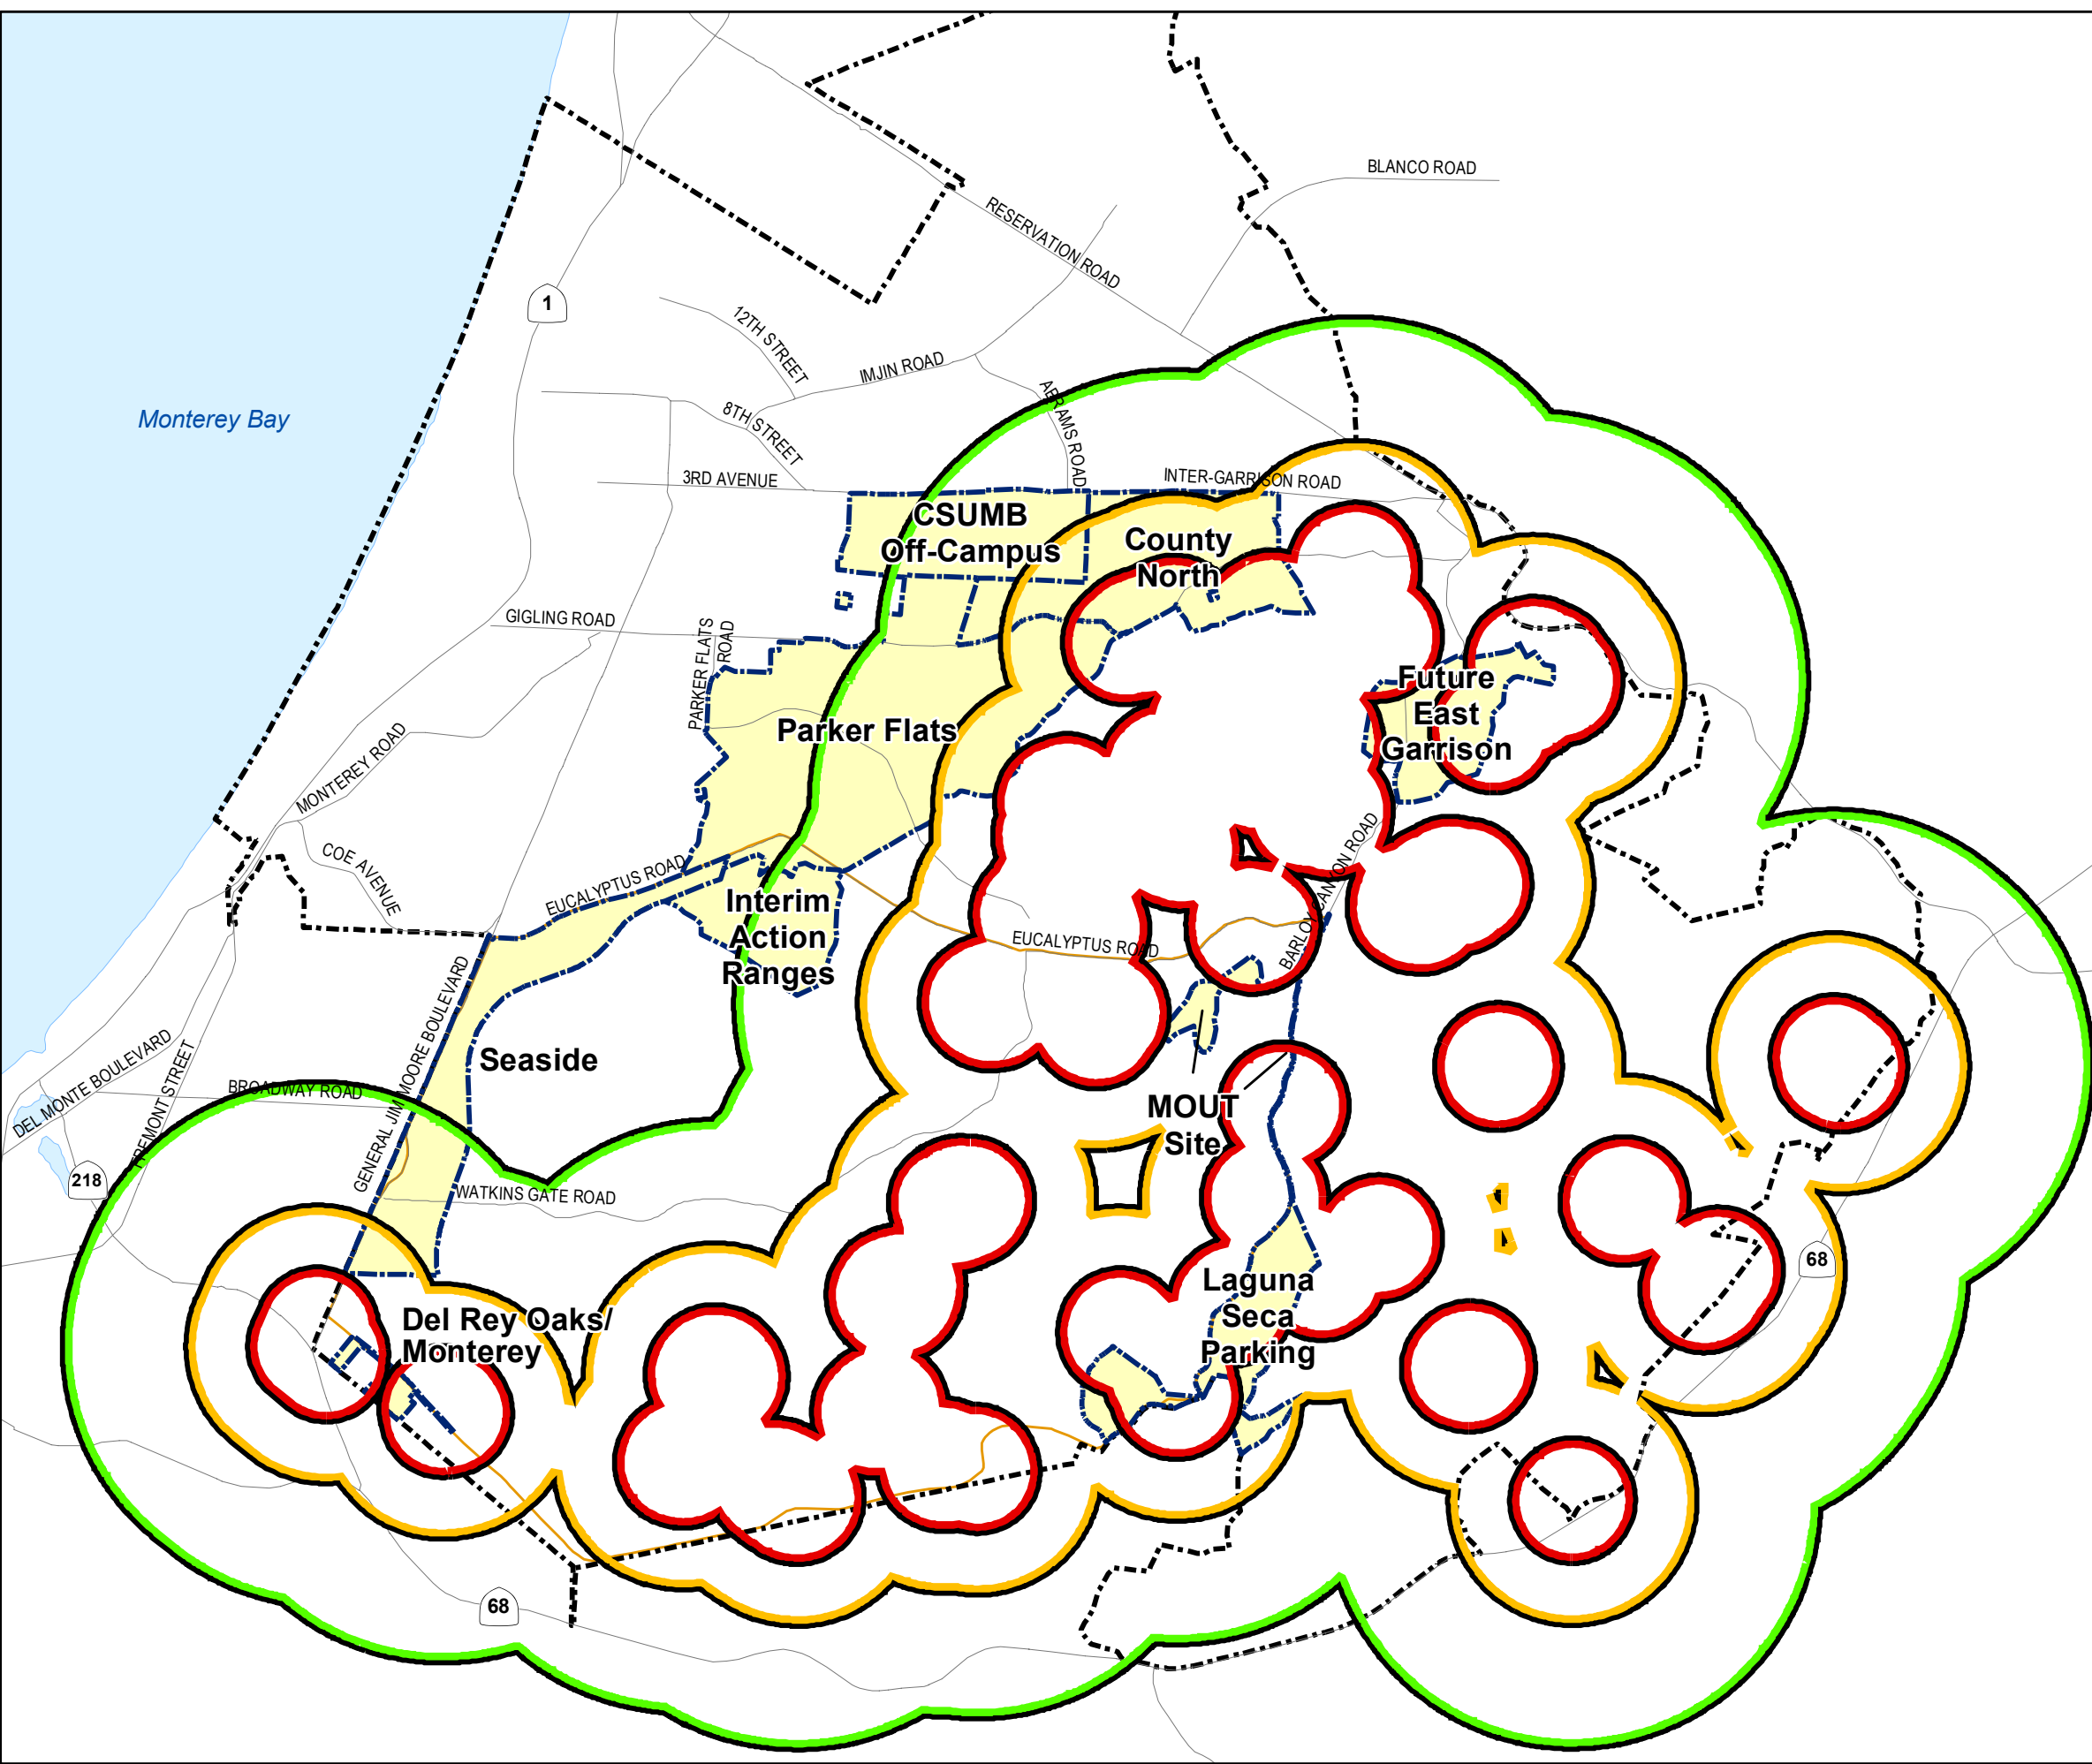 BLANCO ROAD
RESERVATION ROAD
1
12TH STREET
IMJIN ROAD
ABRAMS ROAD
8TH STREET
Monterey Bay
3RD AVENUE
INTER-GARRISON ROAD
CSUMB
Off-Campus
County
North
GIGLING ROAD
PARKER FLATS
ROAD
Future
East
Garrison
Parker Flats
MONTEREY ROAD
COE AVENUE
EUCALYPTUS ROAD
Interim
Action
Ranges
EUCALYPTUS ROAD
BARLOY CANYON ROAD
GENERAL JIM MOORE BOULEVARD
Seaside
DEL MONTE BOULEVARD
FREMONT STREET
BROADWAY ROAD
MOUT
Site
218
WATKINS GATE ROAD
68
Laguna
Seca
Parking
Del Rey Oaks/
Monterey
68